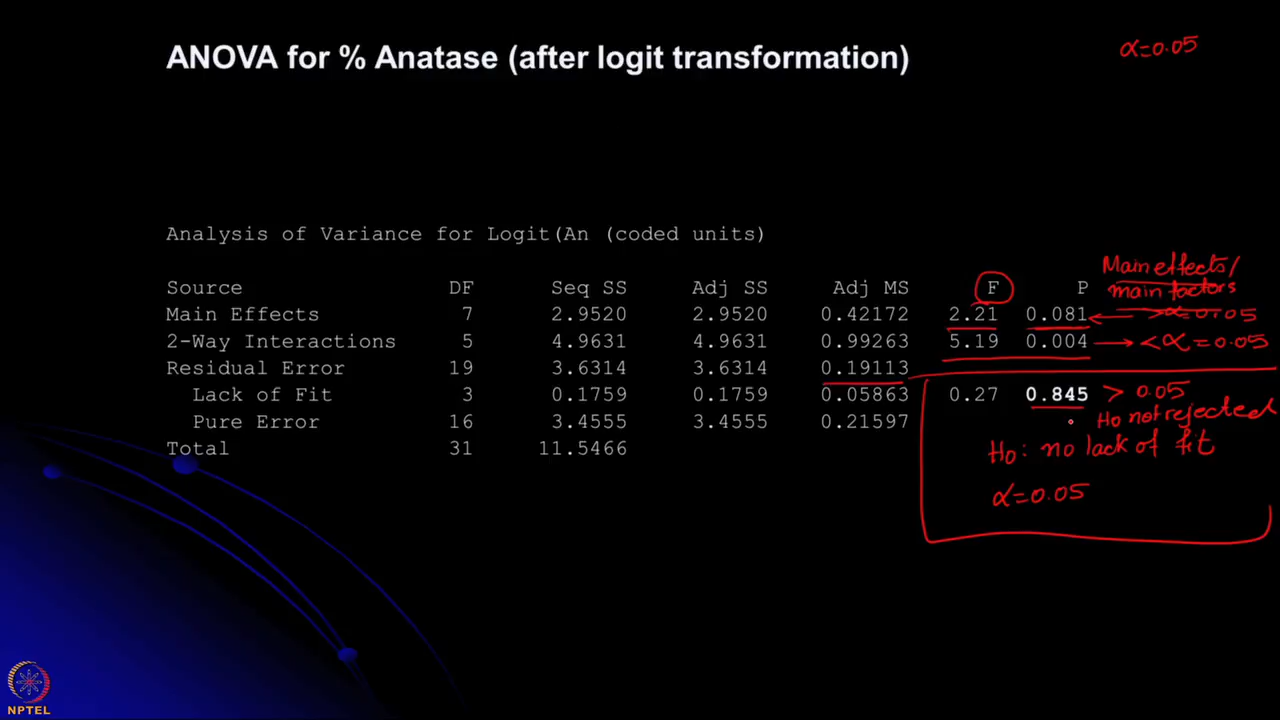 α=0.05
ANOVA for % Anatase (after logit transformation)
Analysis of Variance for Logit(An (coded units)
Source DF Seq SS Adj SS Adj MS F P
Main effects/
main factors
Main Effects 7 2.9520 2.9520 0.42172 2.21 0.081 >α=0.05
2-Way Interactions 5 4.9631 4.9631 0.99263 5.19 0.004 → <α=0.05
Residual Error 19 3.6314 3.6314 0.19113
Lack of Fit 3 0.1759 0.1759 0.05863 0.27 0.845 > 0.05
Pure Error 16 3.4555 3.4555 0.21597 Ho not rejected
Total 31 11.5466
Ho: no lack of fit
α=0.05
NPTEL